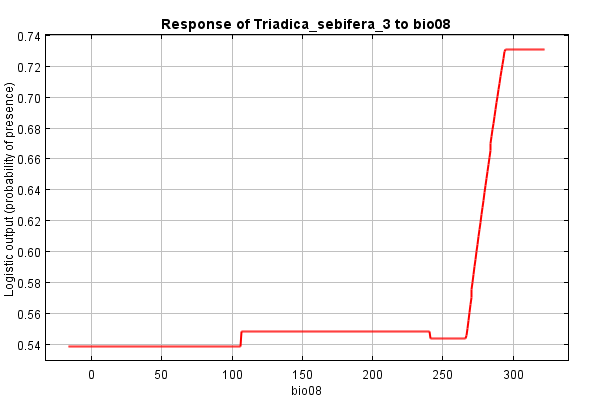 Response of Triadica_sebifera_3 to bio08
Logistic output (probability of presence)
0.74
0.72
0.70
0.68
0.66
0.64
0.62
0.60
0.58
0.56
0.54
0 50 100 150 200 250 300
bio08